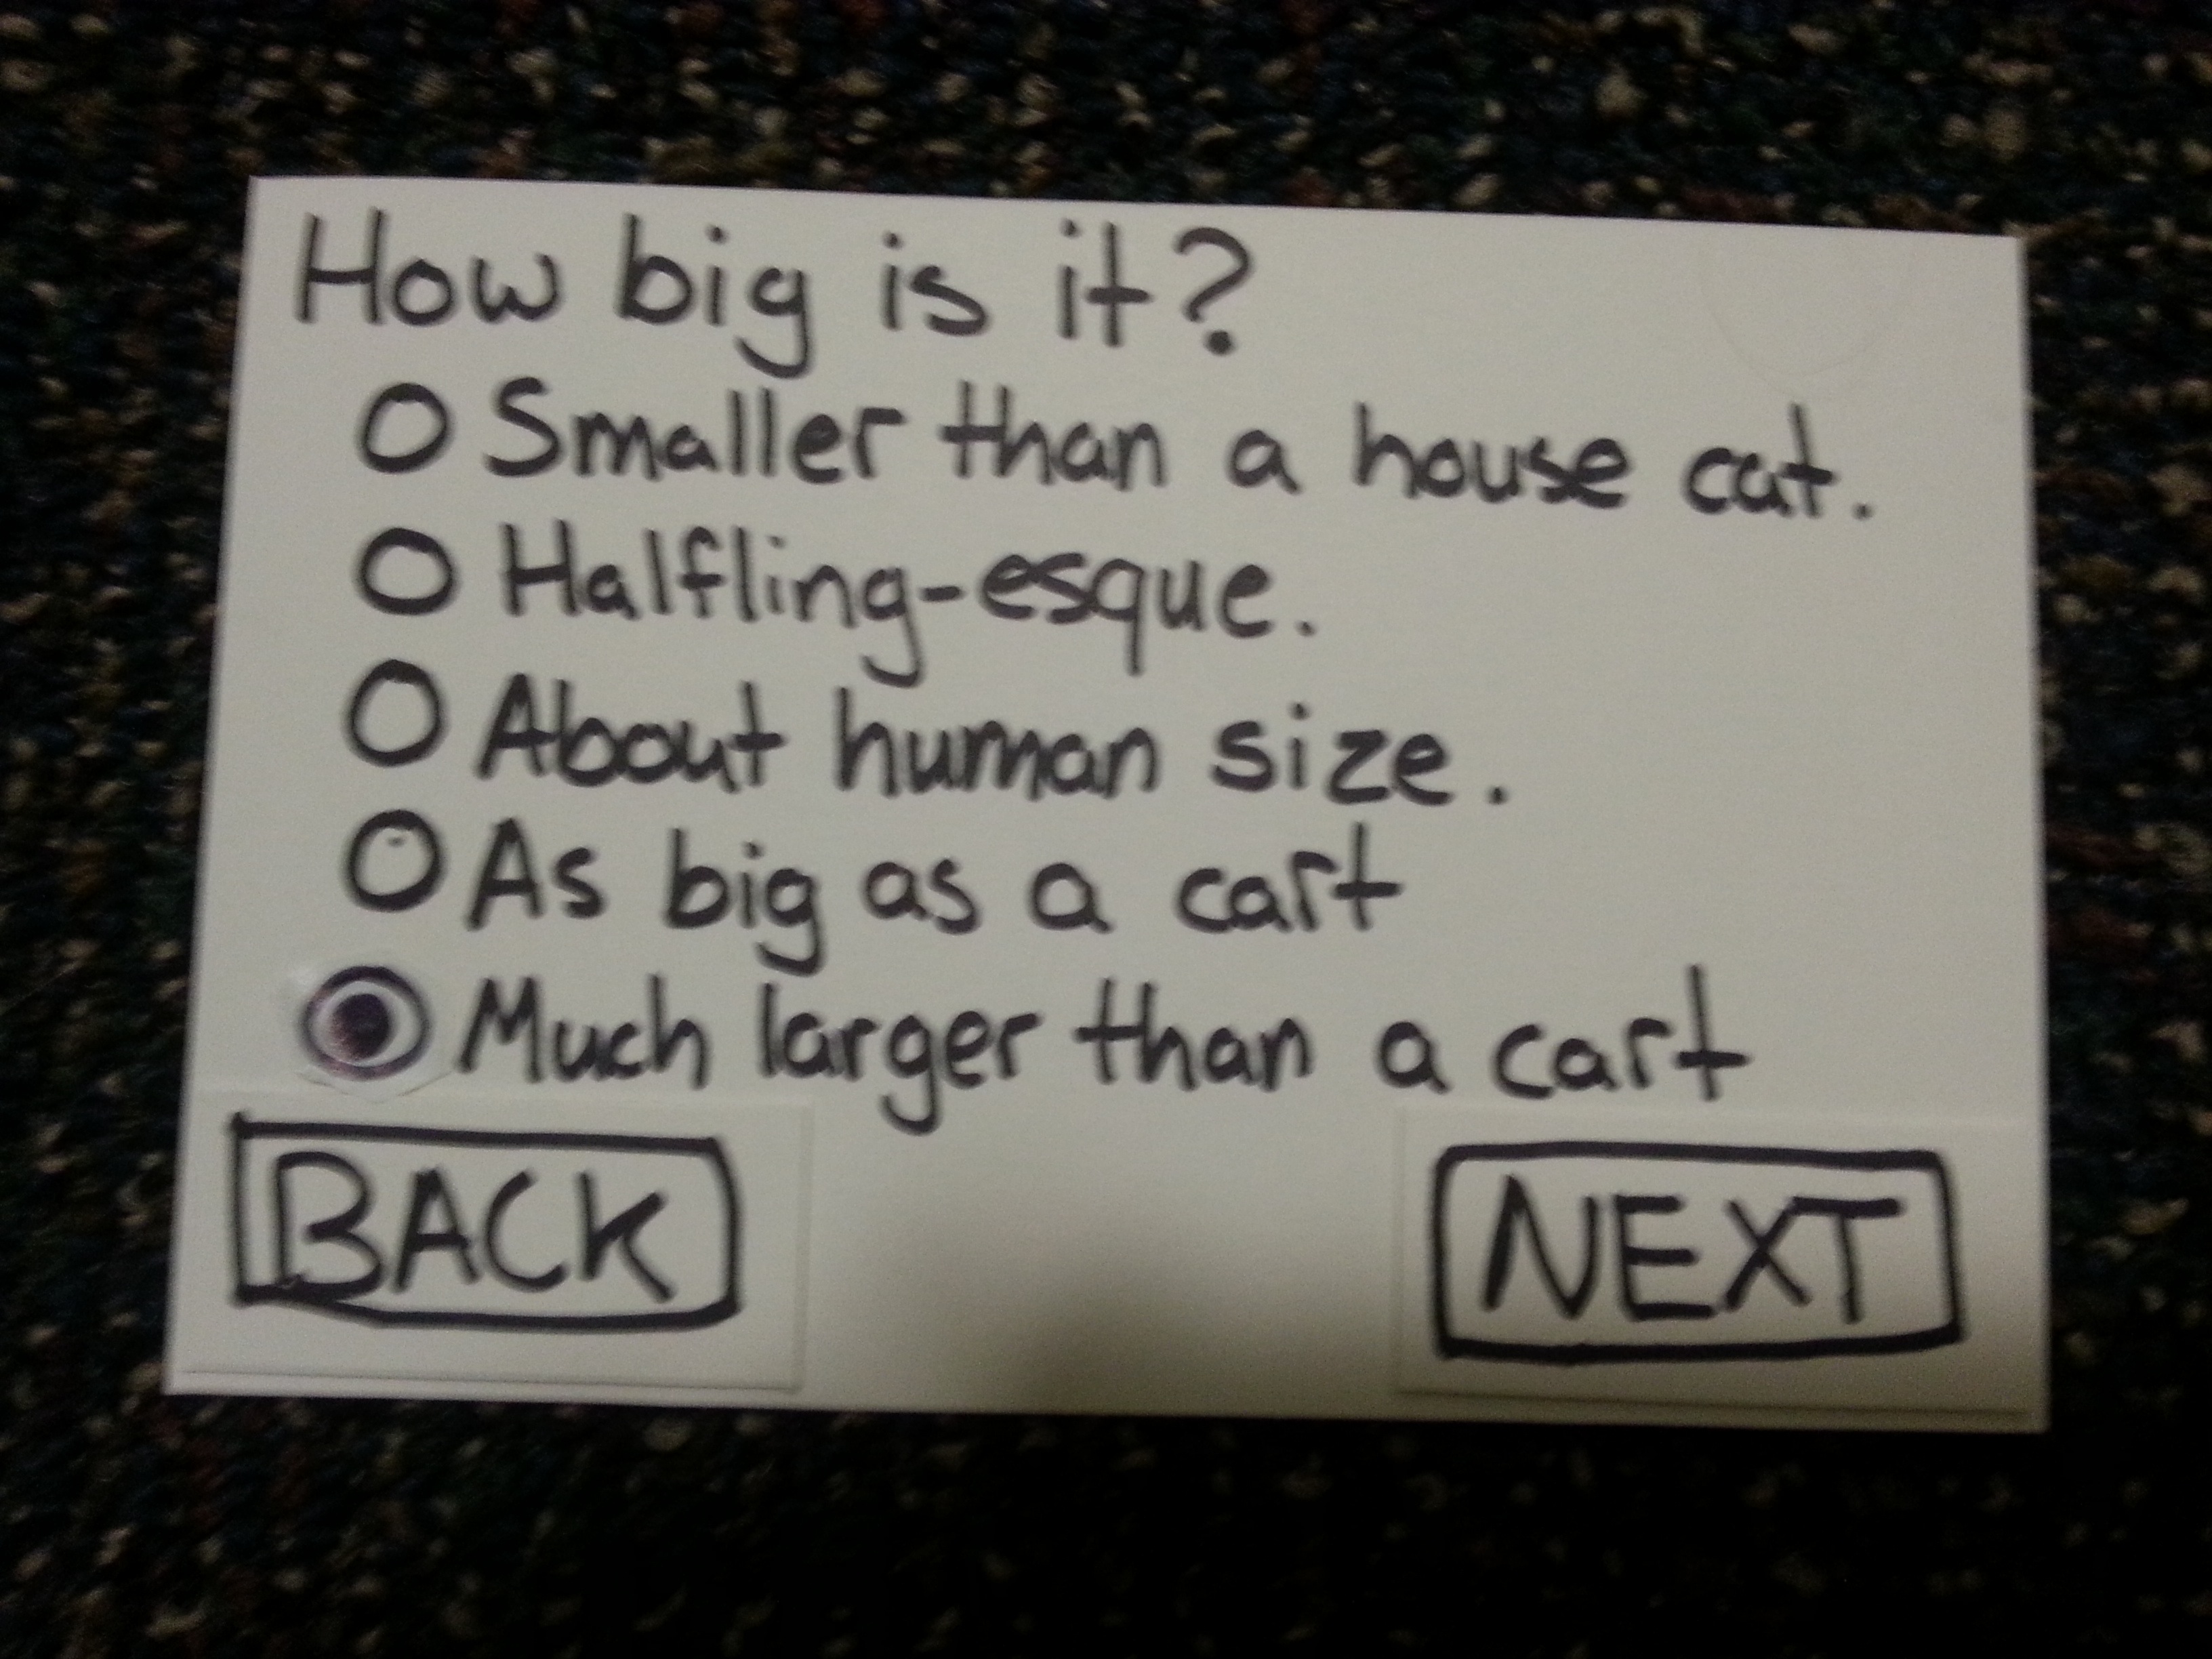 How big is it?
Smaller than a house cat.
Halfling-esque.
About human size.
As big as a cart
Much larger than a cart
BACK
NEXT